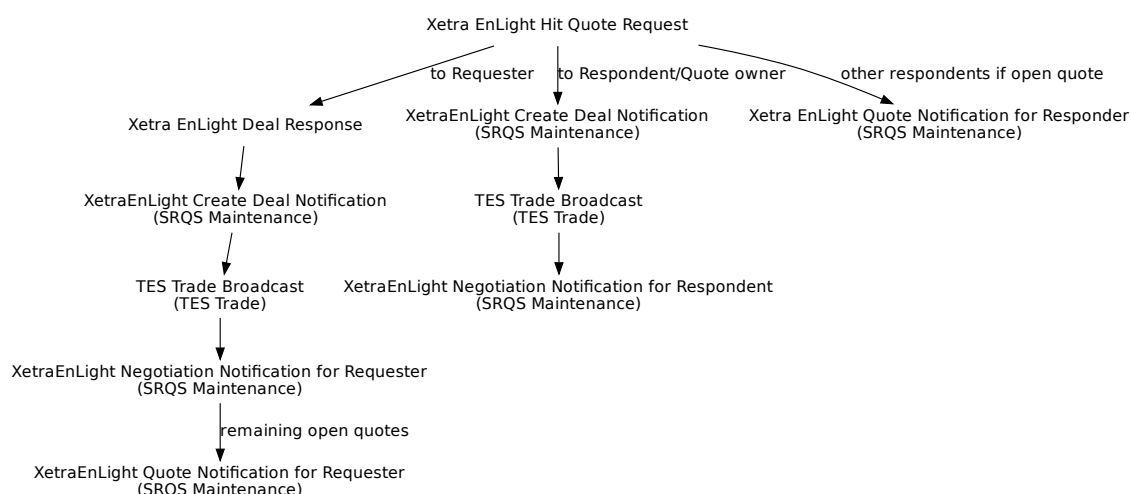 Xetra EnLight Hit Quote Request
to Requester
to Respondent/Quote owner
other respondents if open quote
Xetra EnLight Deal Response
XetraEnLight Create Deal Notification
(SRQS Maintenance)
Xetra EnLight Quote Notification for Responder
(SRQS Maintenance)
XetraEnLight Create Deal Notification
(SRQS Maintenance)
TES Trade Broadcast
(TES Trade)
TES Trade Broadcast
(TES Trade)
XetraEnLight Negotiation Notification for Respondent
(SRQS Maintenance)
XetraEnLight Negotiation Notification for Requester
(SRQS Maintenance)
remaining open quotes
XetraEnLight Quote Notification for Requester
(SRQS Maintenance)